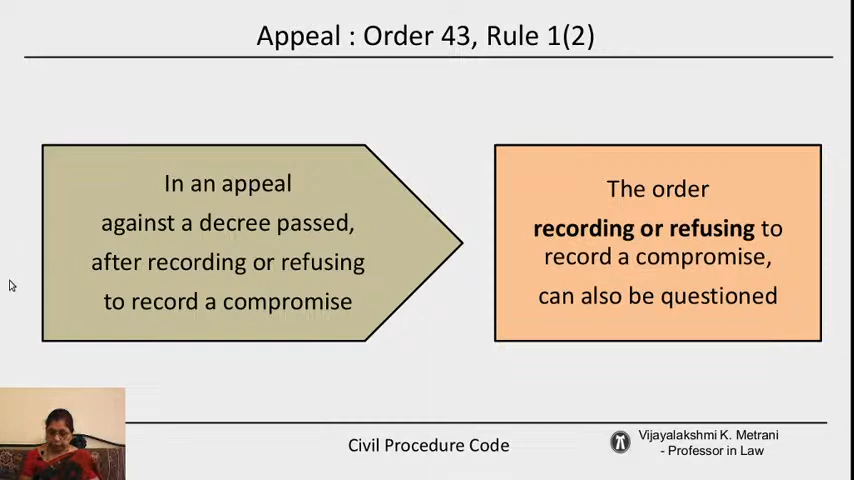 Appeal : Order 43, Rule 1(2)
In an appeal
against a decree passed,
after recording or refusing
to record a compromise
The order
recording or refusing to
record a compromise,
can also be questioned
Civil Procedure Code
Vijayalakshmi K. Metrani
- Professor in Law